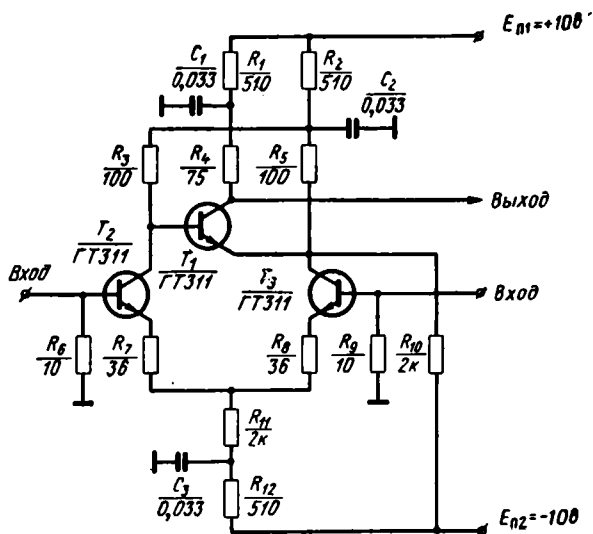 C₁
0,033
R₁
510
R₂
510
C₂
0,033
Eп1=+10в
R₃
100
R₄
75
R₅
100
Выход
T₂
ГТ311
T₁
ГТ311
T₃
ГТ311
Вход
Вход
R₆
10
R₇
36
R₈
36
R₉
10
R₁₀
2к
R₁₁
2к
C₃
0,033
R₁₂
510
Eп2=-10в